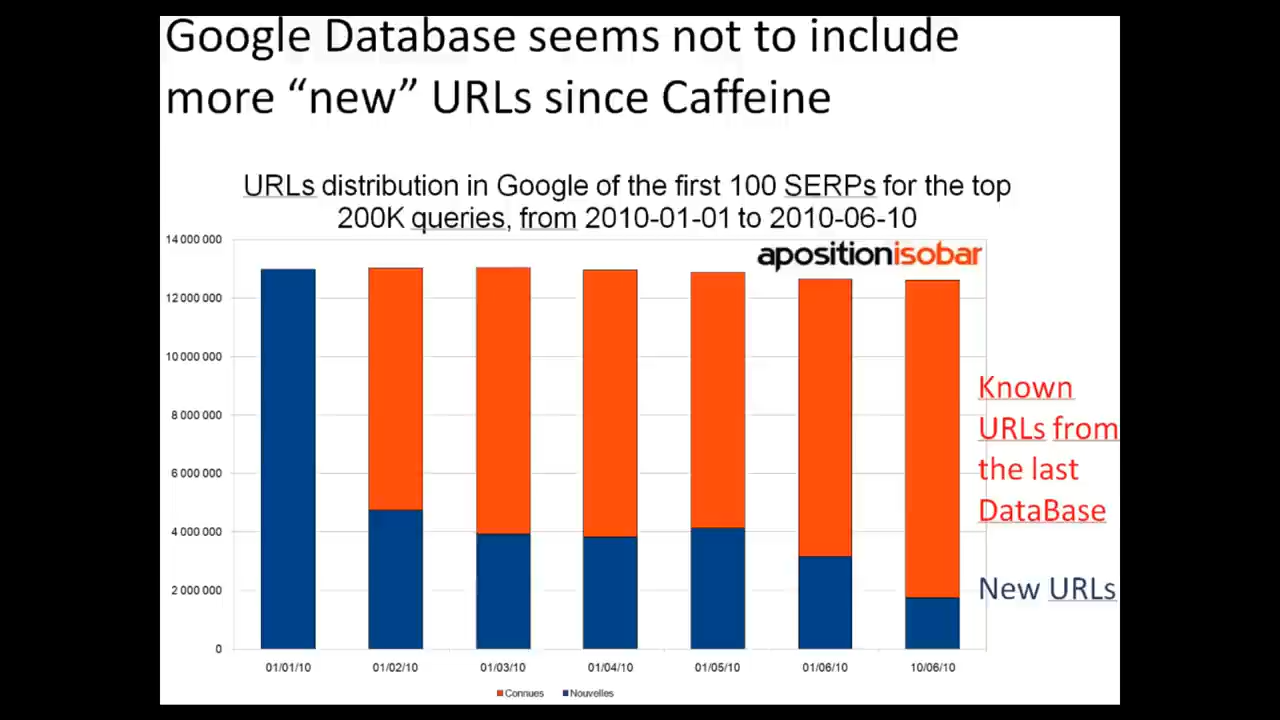 Google Database seems not to include
more “new” URLs since Caffeine
URLs distribution in Google of the first 100 SERPs for the top
200K queries, from 2010-01-01 to 2010-06-10
apositionisobar
14 000 000
12 000 000
10 000 000
8 000 000
6 000 000
4 000 000
2 000 000
0
Known
URLs from
the last
DataBase
New URLs
01/01/10 01/02/10 01/03/10 01/04/10 01/05/10 01/06/10 10/06/10
Connues Nouvelles